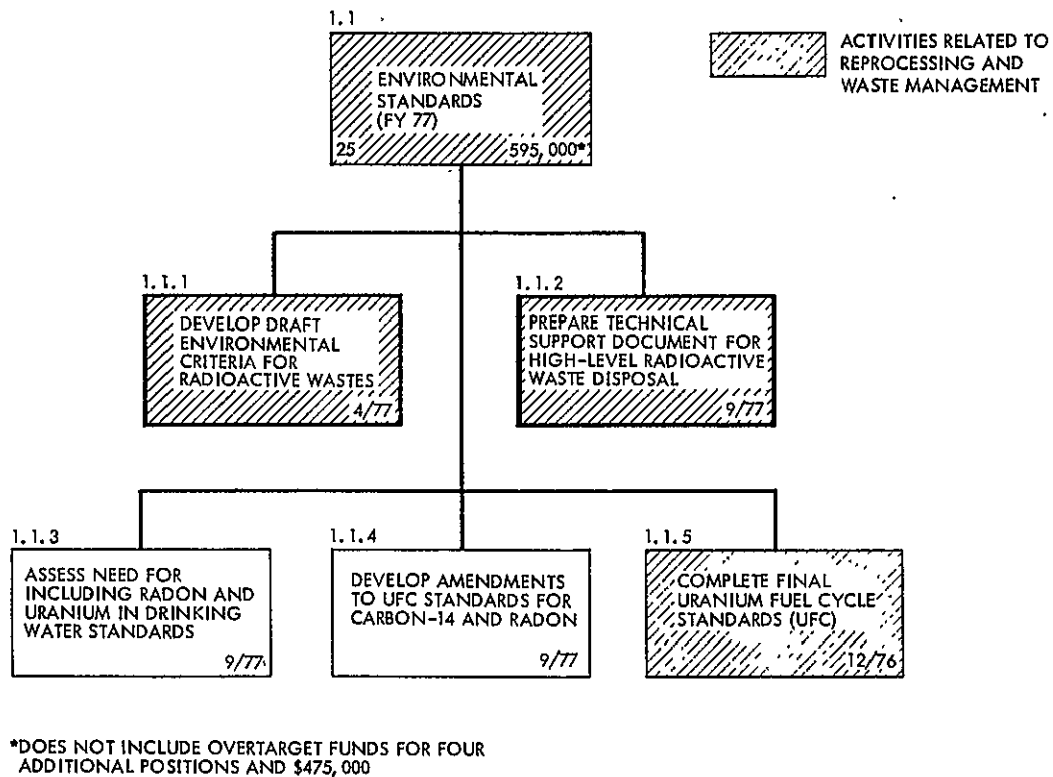 1.1
ENVIRONMENTAL
STANDARDS
(FY 77)
25 595,000*
ACTIVITIES RELATED TO
REPROCESSING AND
WASTE MANAGEMENT
1.1.1
DEVELOP DRAFT
ENVIRONMENTAL
CRITERIA FOR
RADIOACTIVE WASTES
4/77
1.1.2
PREPARE TECHNICAL
SUPPORT DOCUMENT FOR
HIGH-LEVEL RADIOACTIVE
WASTE DISPOSAL
9/77
1.1.3
ASSESS NEED FOR
INCLUDING RADON AND
URANIUM IN DRINKING
WATER STANDARDS
9/77
1.1.4
DEVELOP AMENDMENTS
TO UFC STANDARDS FOR
CARBON-14 AND RADON
9/77
1.1.5
COMPLETE FINAL
URANIUM FUEL CYCLE
STANDARDS (UFC)
12/76
*DOES NOT INCLUDE OVERTARGET FUNDS FOR FOUR
ADDITIONAL POSITIONS AND $475,000